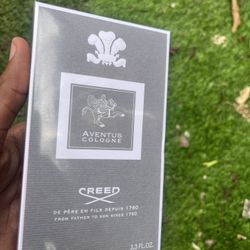 AVENTUS
COLOGNE
CREED
DE PÈRE EN FILS DEPUIS 1760
FROM FATHER TO SON SINCE 1760
3.3 FL.OZ.